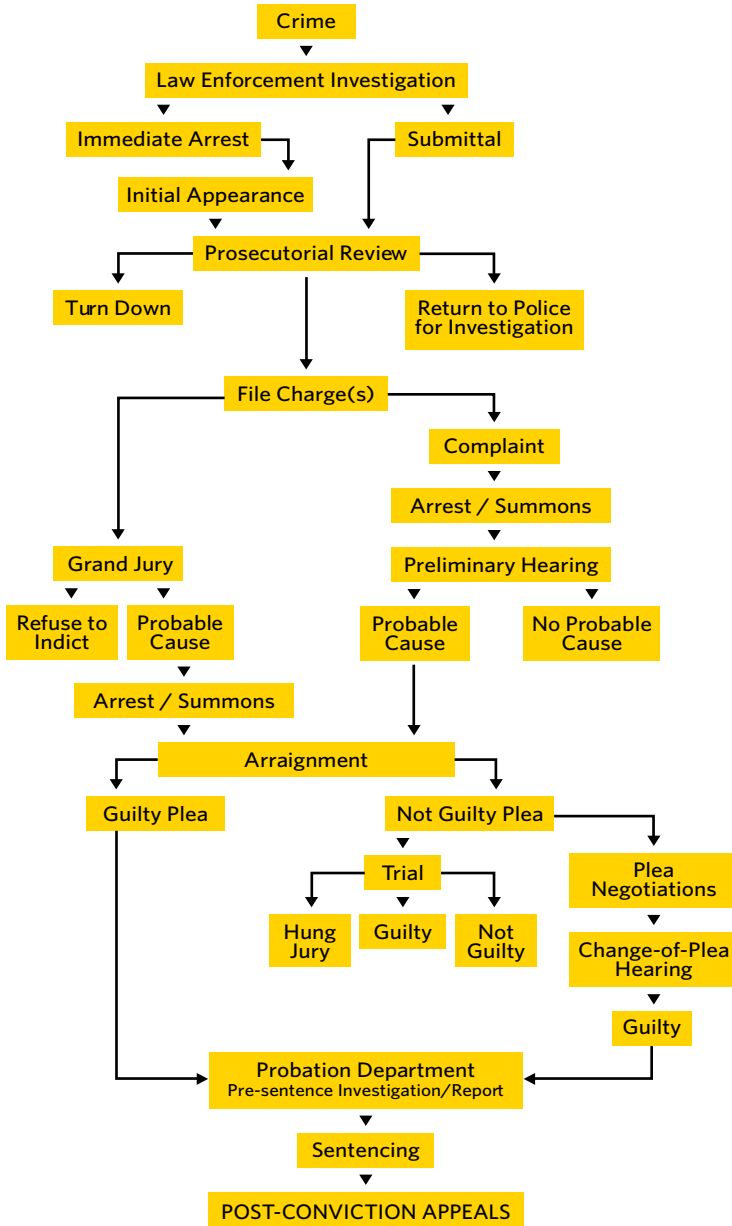 Crime
Law Enforcement Investigation
Immediate Arrest
Submittal
Initial Appearance
Prosecutorial Review
Turn Down
Return to Police
for Investigation
File Charge(s)
Complaint
Arrest / Summons
Grand Jury
Preliminary Hearing
Refuse to
Indict
Probable
Cause
Probable
Cause
No Probable
Cause
Arrest / Summons
Arraignment
Guilty Plea
Not Guilty Plea
Trial
Plea
Negotiations
Hung
Jury
Guilty
Not
Guilty
Change-of-Plea
Hearing
Guilty
Probation Department
Pre-sentence Investigation/Report
Sentencing
POST-CONVICTION APPEALS